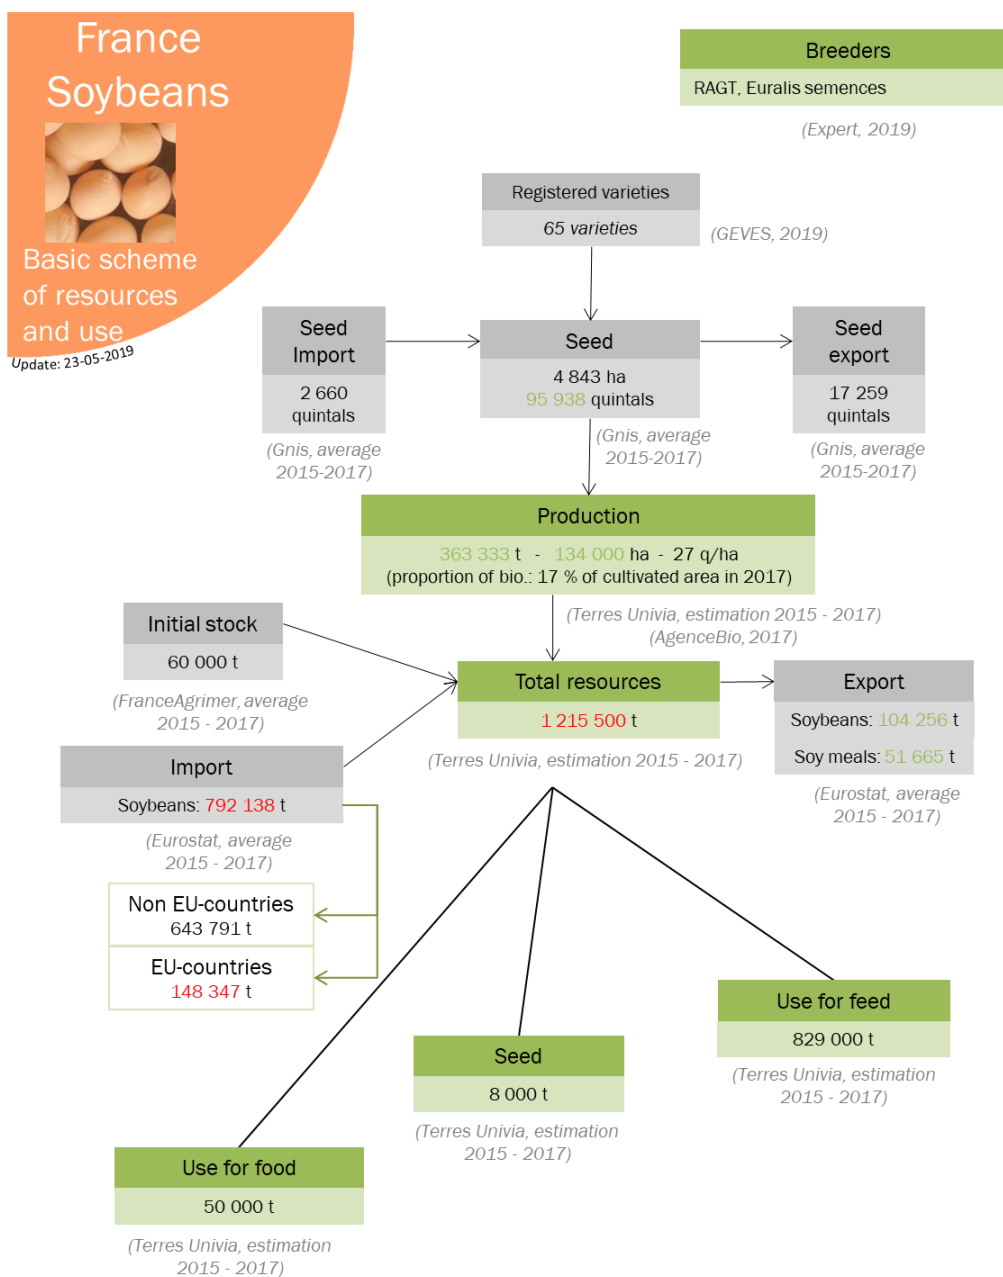 France
Soybeans
Basic scheme
of resources
and use
Update: 23-05-2019
Breeders
RAGT, Euralis semences
(Expert, 2019)
Registered varieties
65 varieties
(GEVES, 2019)
Seed
Import
2 660
quintals
(Gnis, average
2015-2017)
Seed
4 843 ha
95 938 quintals
(Gnis, average
2015-2017)
Seed
export
17 259
quintals
(Gnis, average
2015-2017)
Production
363 333 t - 134 000 ha - 27 q/ha
(proportion of bio.: 17 % of cultivated area in 2017)
(Terres Univia, estimation 2015 - 2017)
(AgenceBio, 2017)
Initial stock
60 000 t
(FranceAgrimer, average
2015 - 2017)
Total resources
1 215 500 t
(Terres Univia, estimation 2015 - 2017)
Export
Soybeans: 104 256 t
Soy meals: 51 665 t
(Eurostat, average
2015 - 2017)
Import
Soybeans: 792 138 t
(Eurostat, average
2015 - 2017)
Non EU-countries
643 791 t
EU-countries
148 347 t
Use for feed
829 000 t
(Terres Univia, estimation
2015 - 2017)
Seed
8 000 t
(Terres Univia, estimation
2015 - 2017)
Use for food
50 000 t
(Terres Univia, estimation
2015 - 2017)